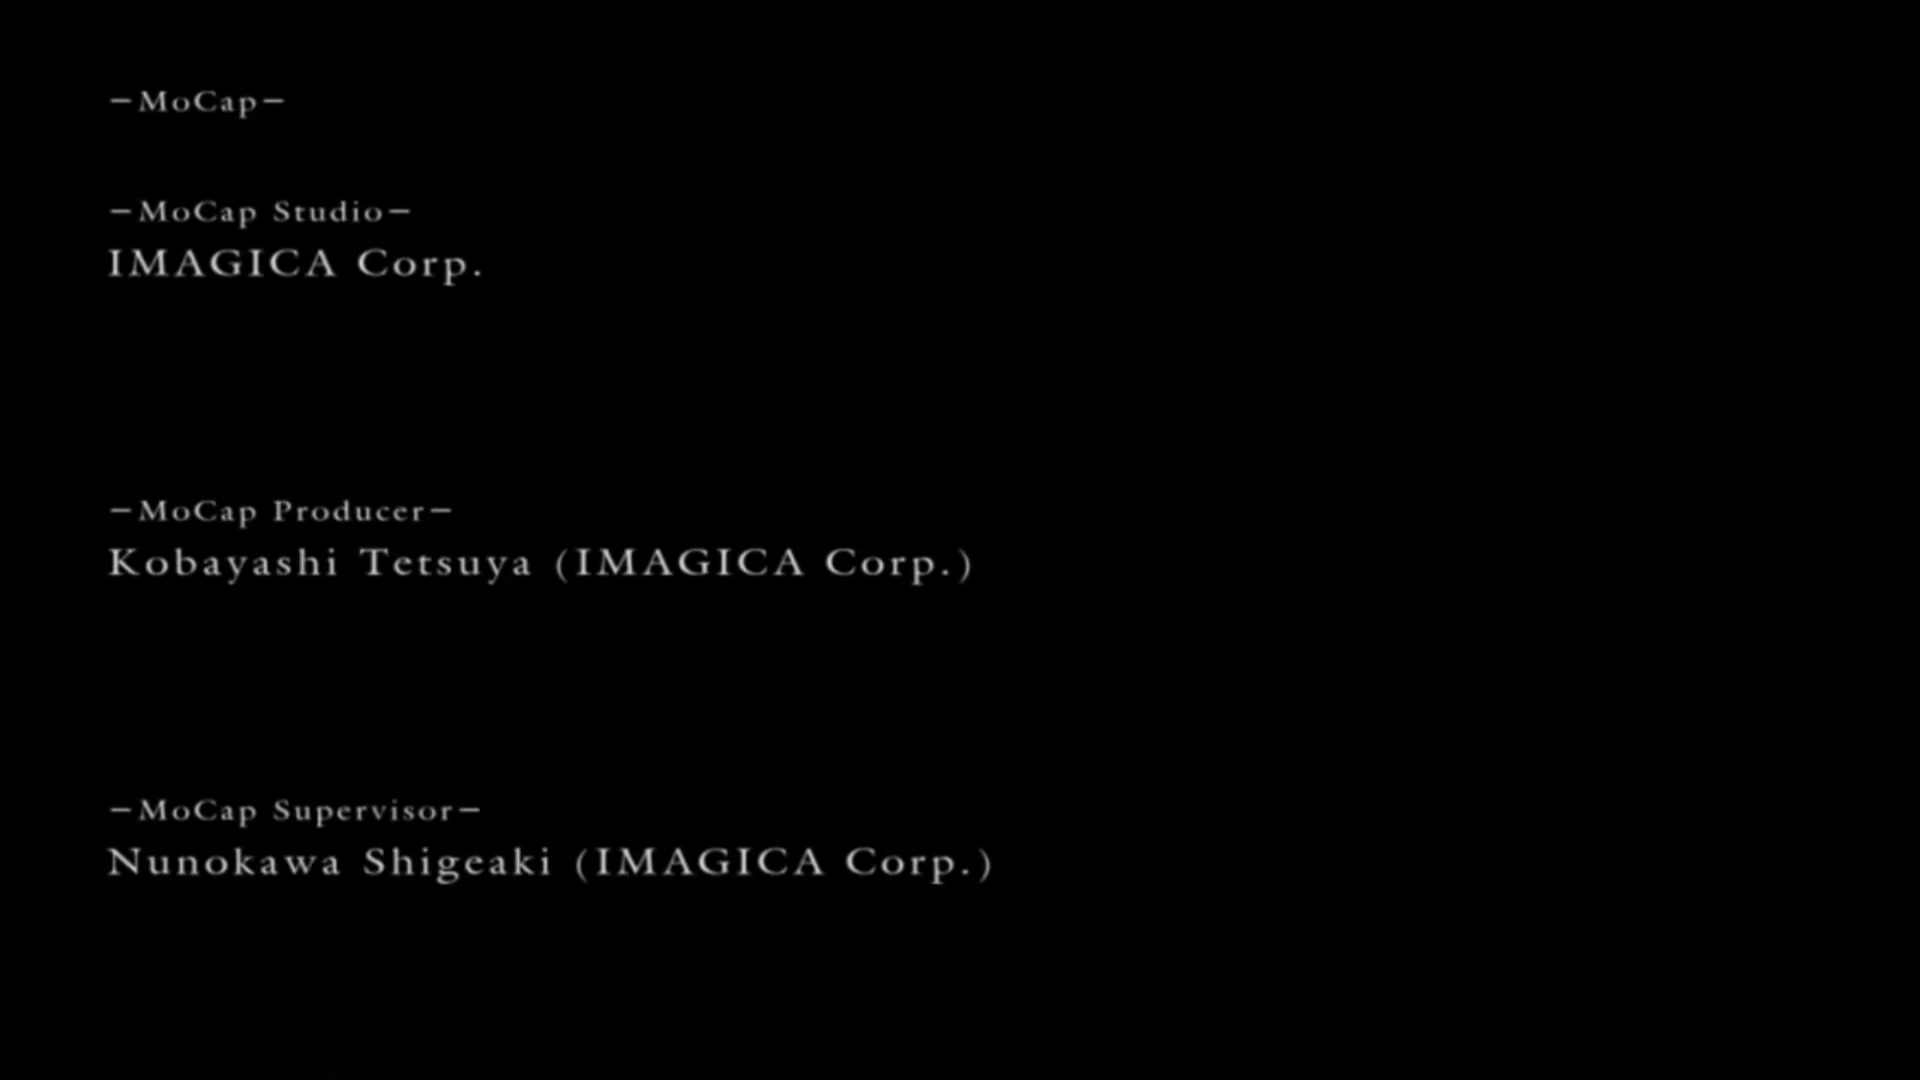 −MoCap−
−MoCap Studio−
IMAGICA Corp.
−MoCap Producer−
Kobayashi Tetsuya (IMAGICA Corp.)
−MoCap Supervisor−
Nunokawa Shigeaki (IMAGICA Corp.)